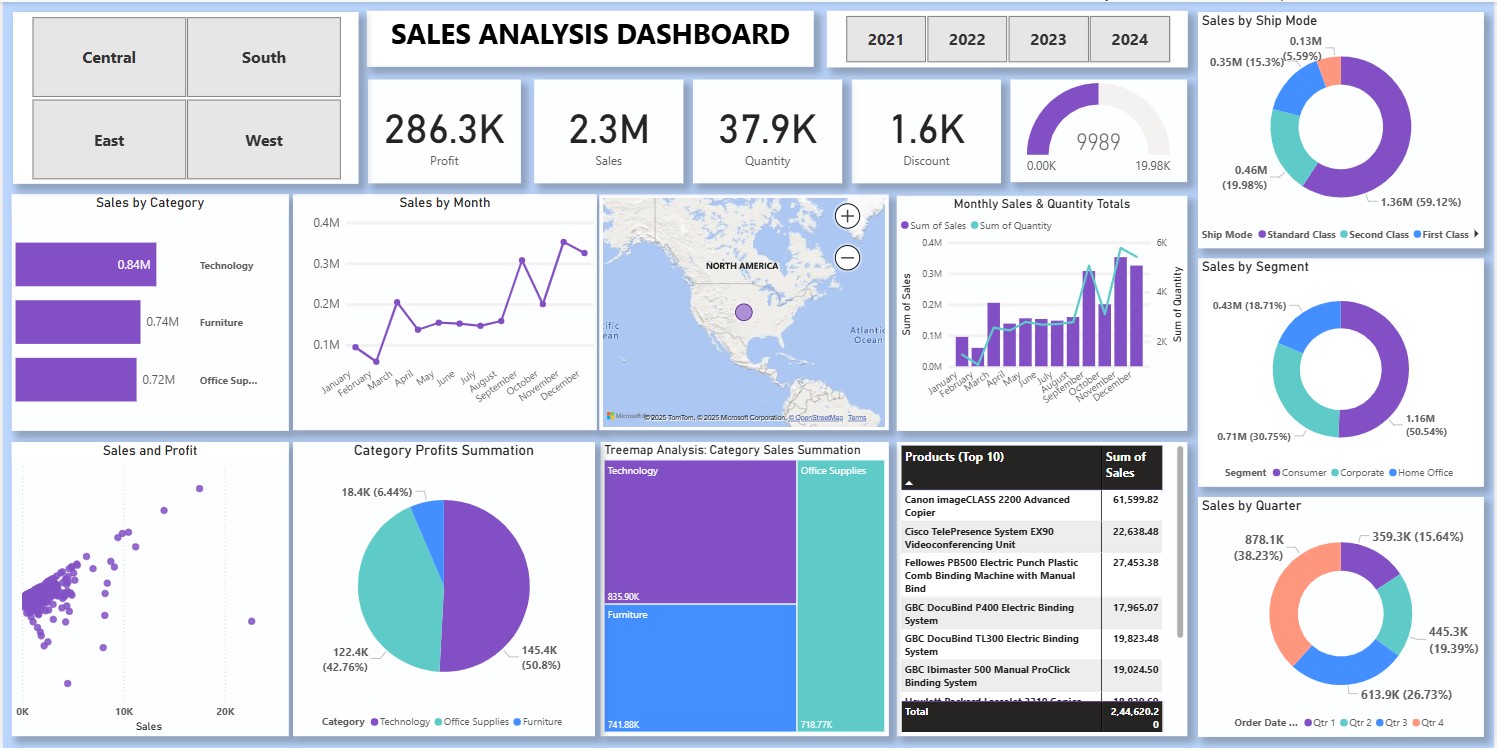 Central
South
East
West
SALES ANALYSIS DASHBOARD
2021
2022
2023
2024
286.3K
Profit
2.3M
Sales
37.9K
Quantity
1.6K
Discount
9989
0.00K
19.98K
Sales by Ship Mode
0.13M
(5.59%)
0.35M (15.3%)
0.46M
(19.98%)
1.36M (59.12%)
Ship Mode Standard Class Second Class First Class
Sales by Category
0.84M
Technology
0.74M
Furniture
0.72M
Office Sup...
Sales by Month
0.4M
0.3M
0.2M
0.1M
January
February
March
April
May
June
July
August
September
October
November
December
NORTH AMERICA
ific
ean
Atlantic
Ocean
© 2025 TomTom, © 2025 Microsoft Corporation, © OpenStreetMap Terms
Monthly Sales & Quantity Totals
Sum of Sales Sum of Quantity
Sum of Sales
0.4M
0.3M
0.2M
0.1M
0.0M
6K
4K
2K
Sum of Quantity
January
February
March
April
May
June
July
August
September
October
November
December
Sales by Segment
0.43M (18.71%)
0.71M (30.75%)
1.16M
(50.54%)
Segment Consumer Corporate Home Office
Sales and Profit
0K
10K
20K
Sales
Category Profits Summation
18.4K (6.44%)
122.4K
(42.76%)
145.4K
(50.8%)
Category Technology Office Supplies Furniture
Treemap Analysis: Category Sales Summation
Technology
835.90K
Furniture
741.88K
Office Supplies
718.77K
Products (Top 10)
Sum of
Sales
Canon imageCLASS 2200 Advanced
Copier
61,599.82
Cisco TelePresence System EX90
Videoconferencing Unit
22,638.48
Fellowes PB500 Electric Punch Plastic
Comb Binding Machine with Manual
Bind
27,453.38
GBC DocuBind P400 Electric Binding
System
17,965.07
GBC DocuBind TL300 Electric Binding
System
19,823.48
GBC Ibimaster 500 Manual ProClick
Binding System
19,024.50
Total
2,44,620.2
0
Sales by Quarter
878.1K
(38.23%)
359.3K (15.64%)
445.3K
(19.39%)
613.9K (26.73%)
Order Date ... Qtr 1 Qtr 2 Qtr 3 Qtr 4